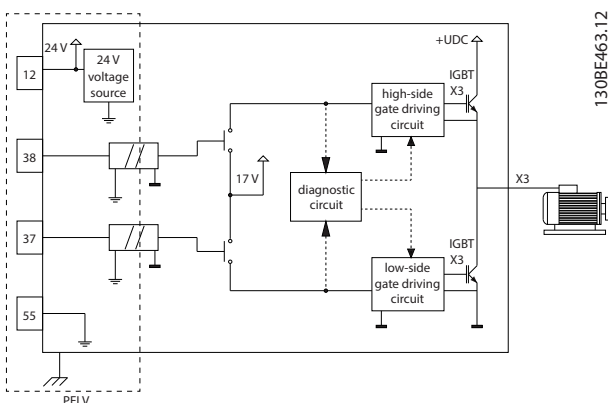 130BE463.12
+UDC
24 V
12
24 V
voltage
source
IGBT
X3
high-side
gate driving
circuit
38
17 V
diagnostic
circuit
X3
37
IGBT
X3
low-side
gate driving
circuit
55
PELV